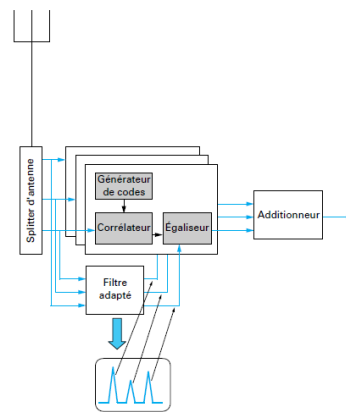 Splitter d'antenne
Générateur
de codes
Corrélateur
Égaliseur
Additionneur
Filtre
adapté